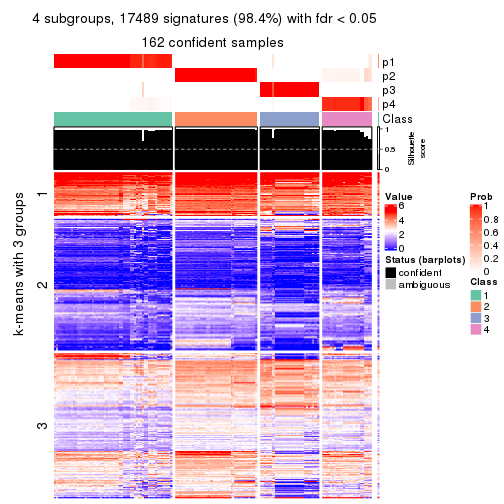 4 subgroups, 17489 signatures (98.4%) with fdr < 0.05
162 confident samples
p1
p2
p3
p4
Class
1
0.5
0
Silhouette
score
k-means with 3 groups
1
2
3
Value
6
4
2
0
Status (barplots)
confident
ambiguous
Prob
1
0.8
0.6
0.4
0.2
0
Class
1
2
3
4